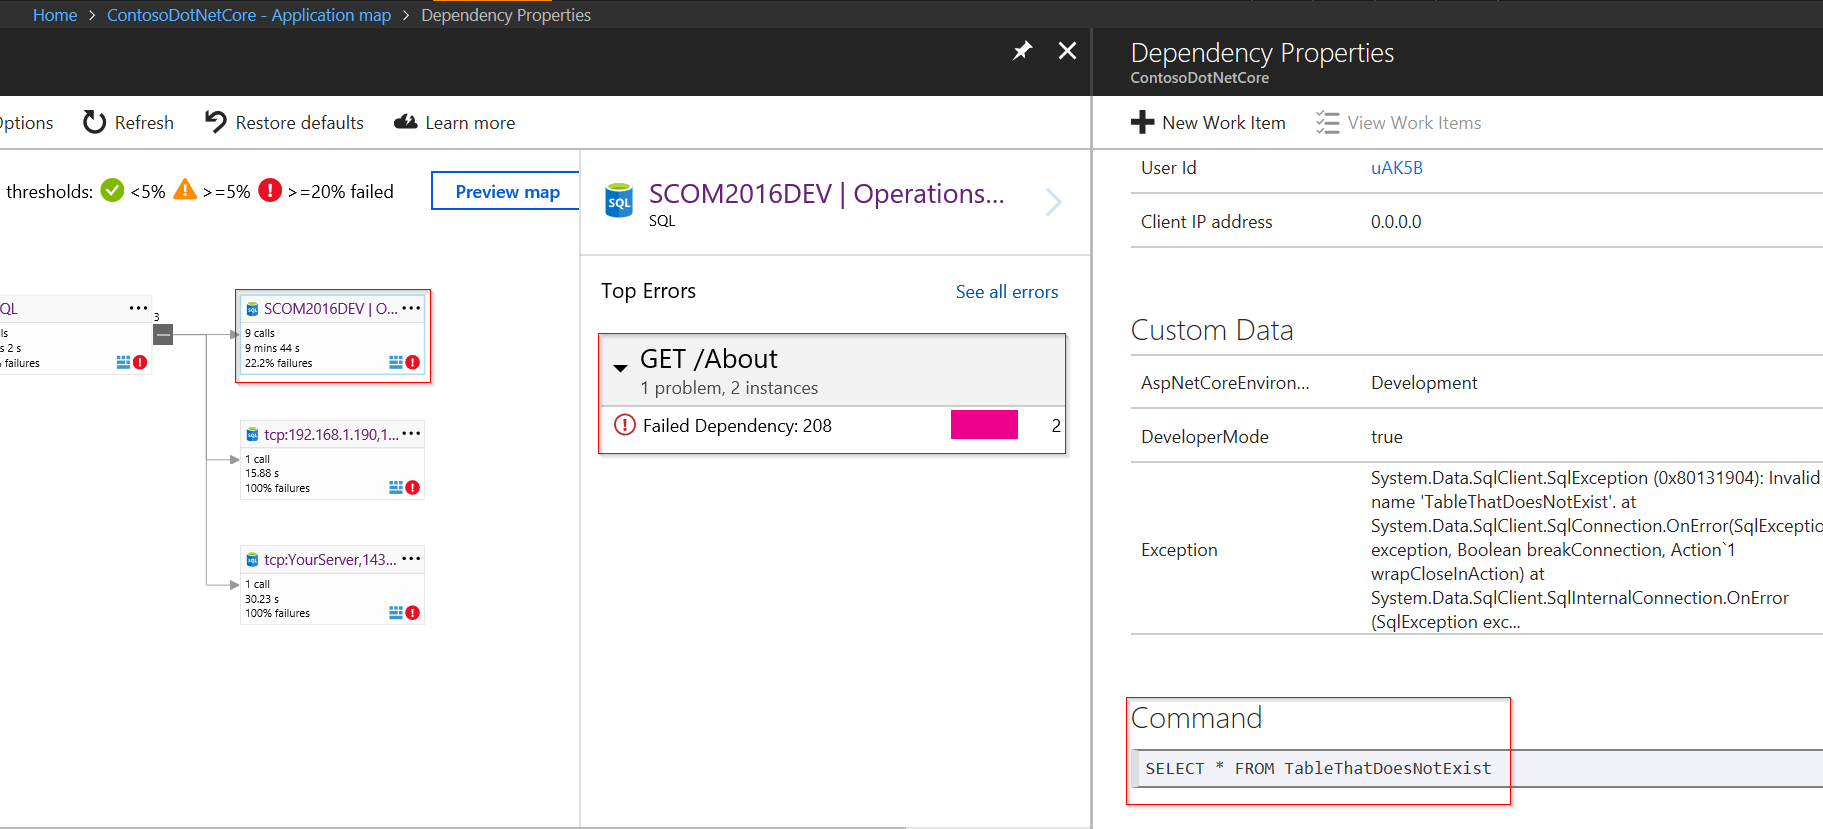 Home > ContosoDotNetCore - Application map > Dependency Properties
ptions
Refresh
Restore defaults
Learn more
thresholds: <5% >=5% >=20% failed
Preview map
QL
ls
s 2 s
failures
3
SCOM2016DEV | O...
9 calls
9 mins 44 s
22.2% failures
tcp:192.168.1.190,1...
1 call
15.88 s
100% failures
tcp:YourServer,143...
1 call
30.23 s
100% failures
SQL
SCOM2016DEV | Operations...
SQL
Top Errors
See all errors
GET /About
1 problem, 2 instances
Failed Dependency: 208
2
Dependency Properties
ContosoDotNetCore
New Work Item
View Work Items
User Id
uAK5B
Client IP address
0.0.0.0
Custom Data
AspNetCoreEnviron...
Development
DeveloperMode
true
Exception
System.Data.SqlClient.SqlException (0x80131904): Invalid
name 'TableThatDoesNotExist'. at
System.Data.SqlClient.SqlConnection.OnError(SqlExceptio
exception, Boolean breakConnection, Action`1
wrapCloseInAction) at
System.Data.SqlClient.SqlInternalConnection.OnError
(SqlException exc...
Command
SELECT * FROM TableThatDoesNotExist